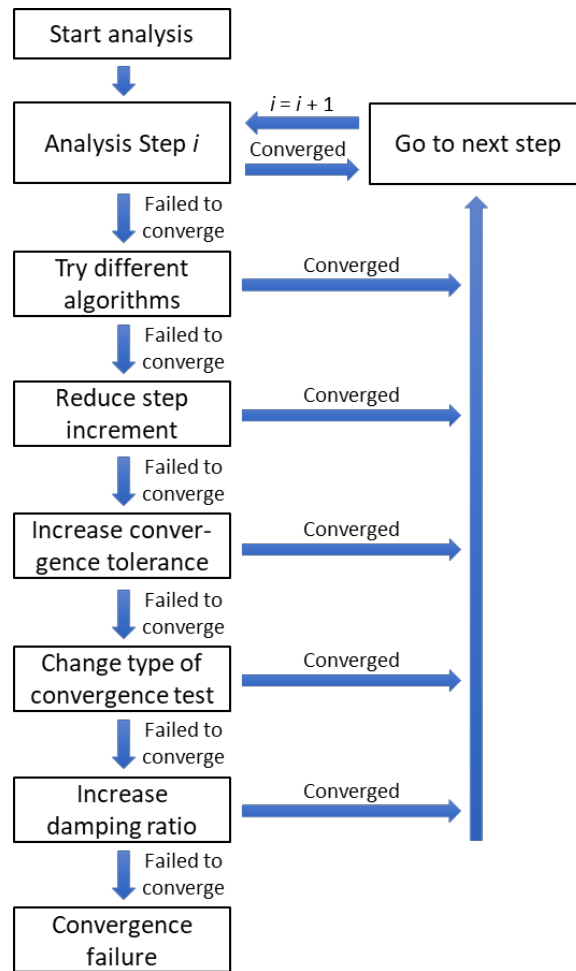 Start analysis
i = i + 1
Analysis Step i
Go to next step
Converged
Failed to
converge
Try different
algorithms
Converged
Failed to
converge
Reduce step
increment
Converged
Failed to
converge
Increase conver-
gence tolerance
Converged
Failed to
converge
Change type of
convergence test
Converged
Failed to
converge
Increase
damping ratio
Converged
Failed to
converge
Convergence
failure